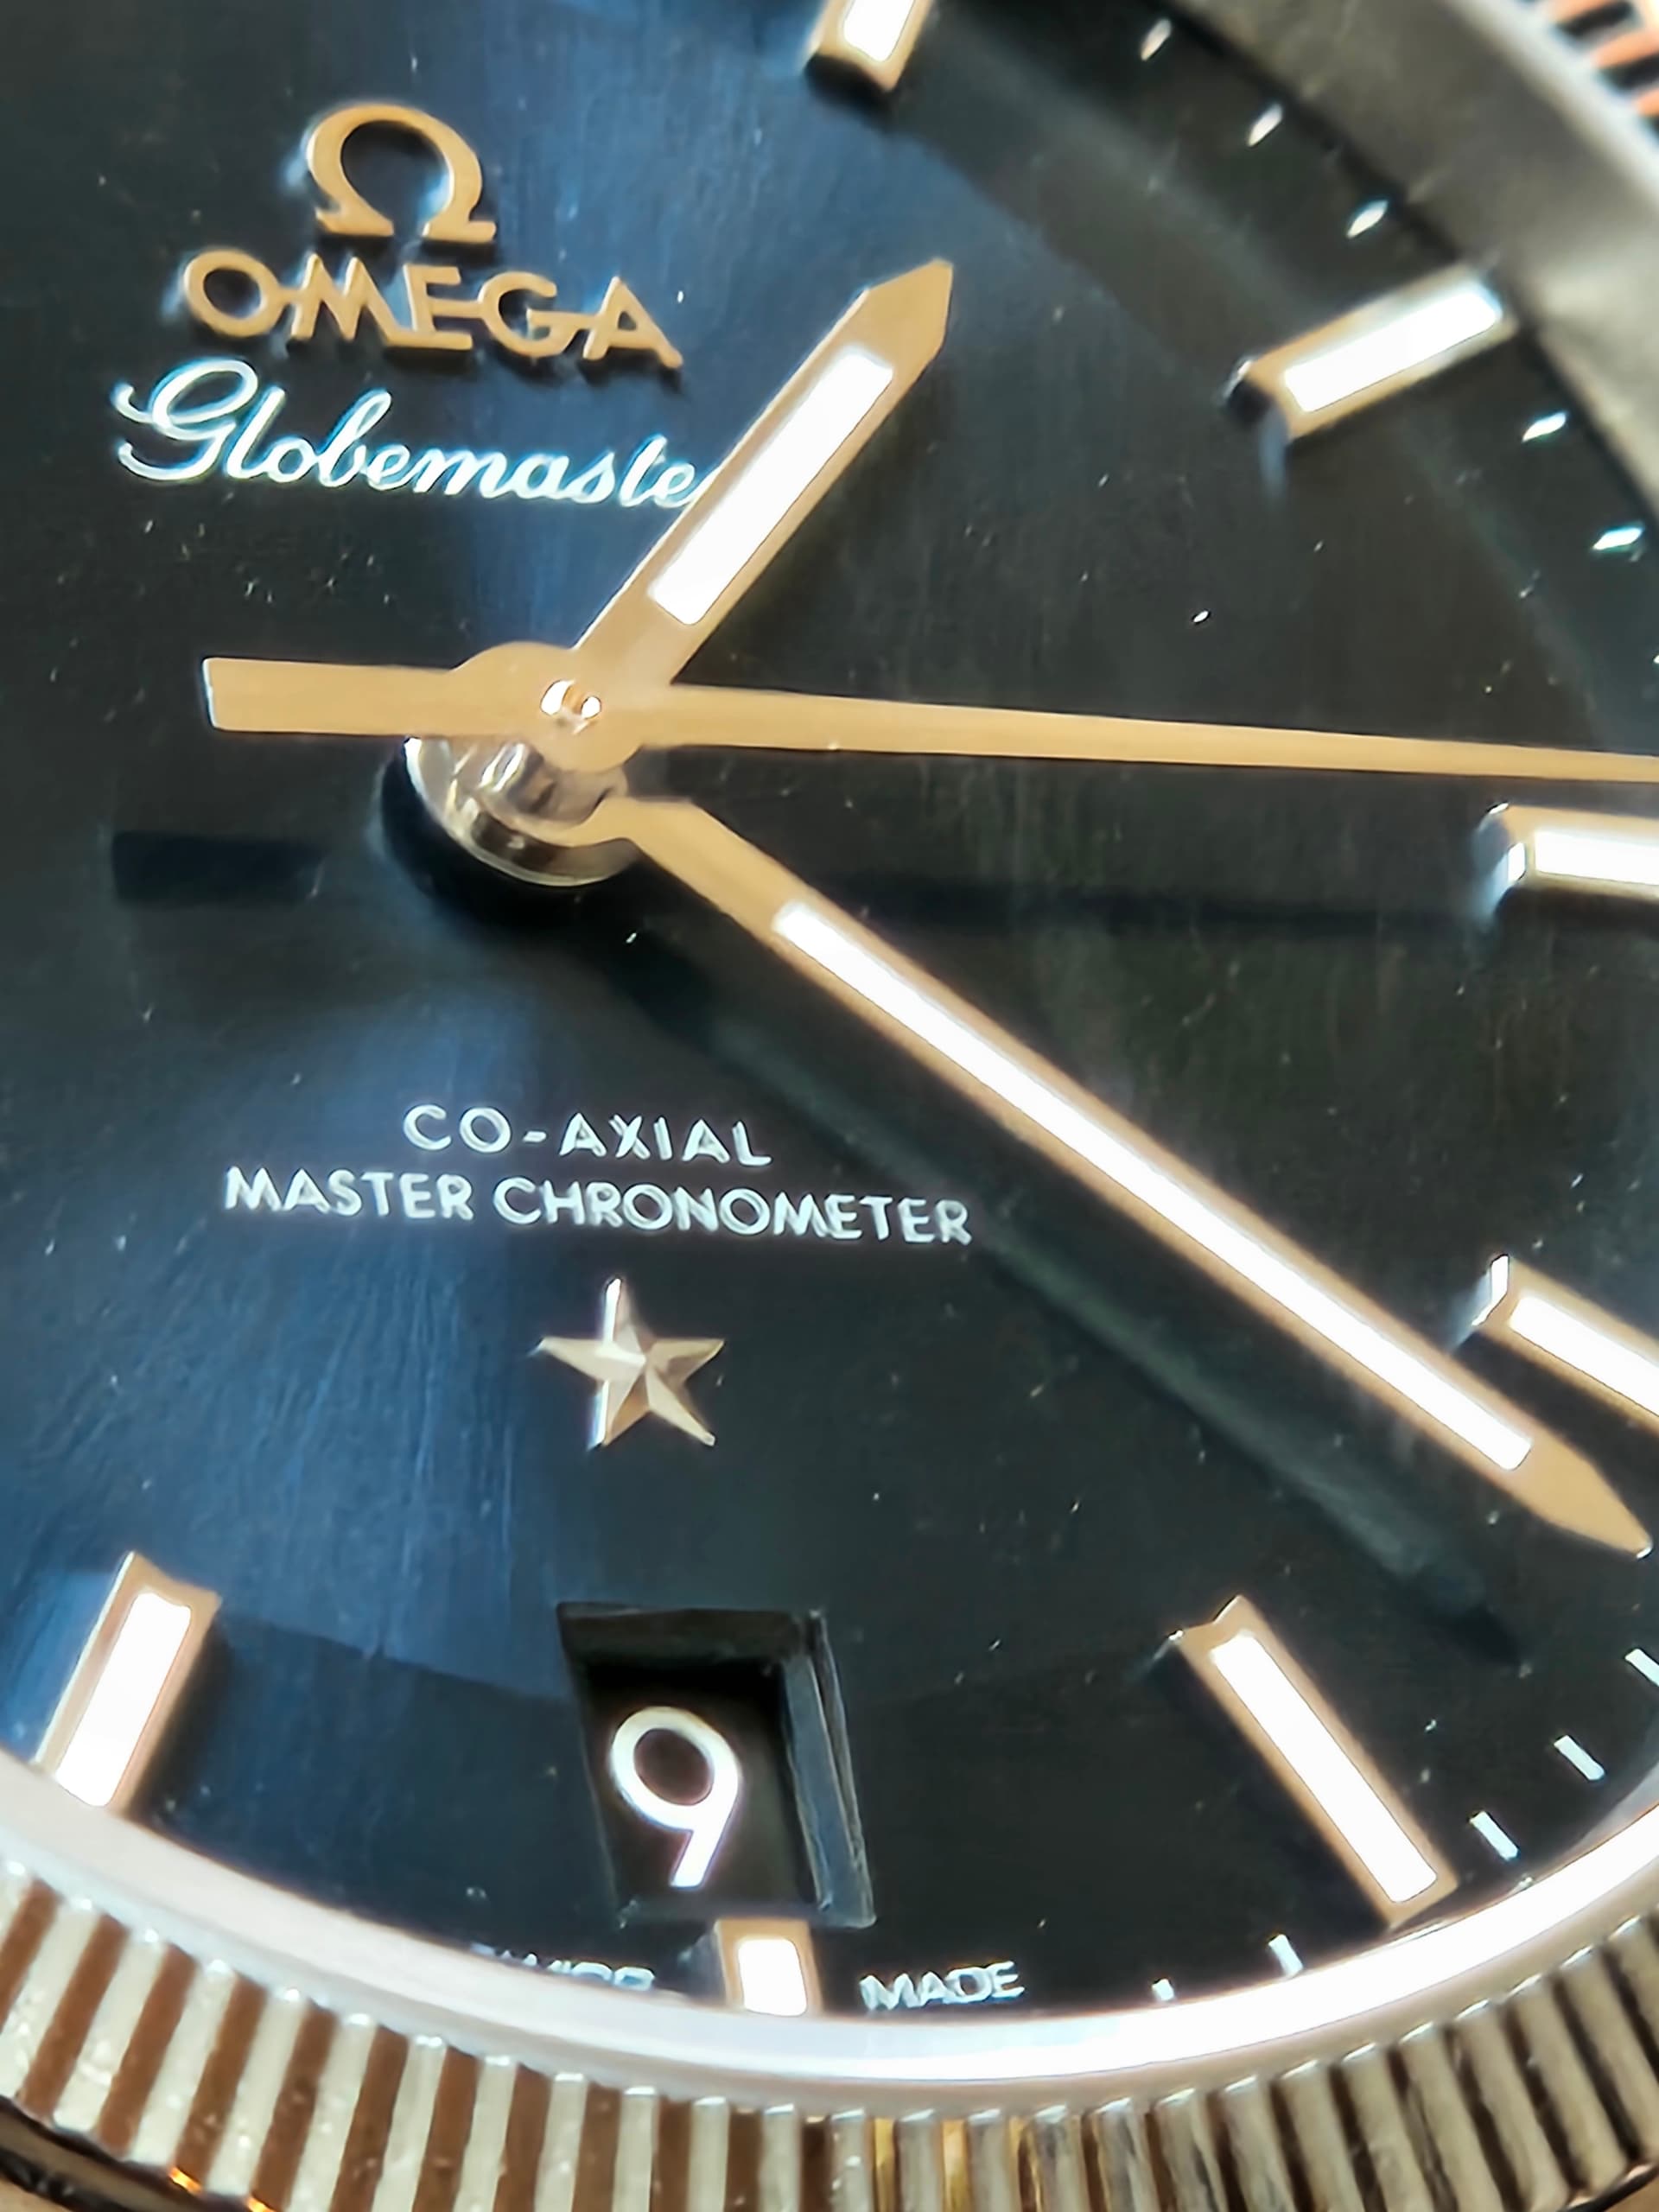 Ω
OMEGA
Globemaste
CO-AXIAL
MASTER CHRONOMETER
9
MADE